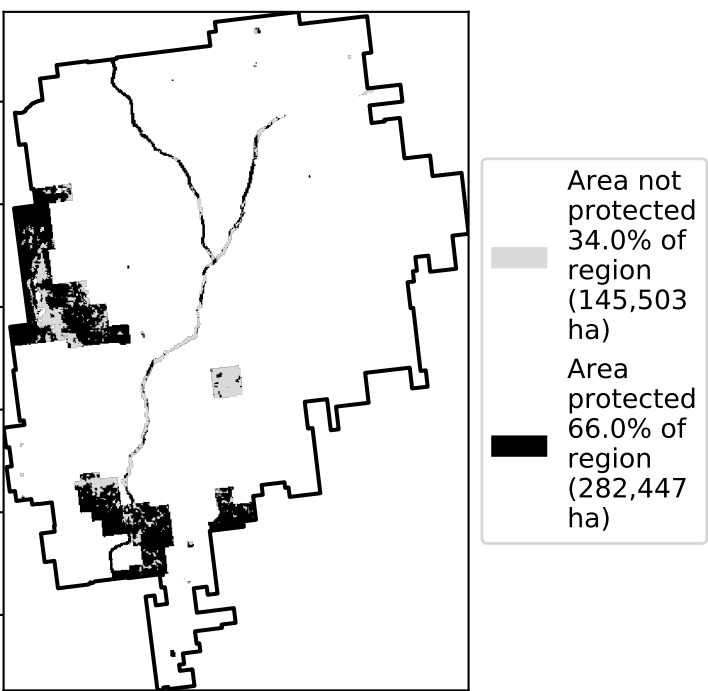 Area not
protected
34.0% of
region
(145,503
ha)
Area
protected
66.0% of
region
(282,447
ha)